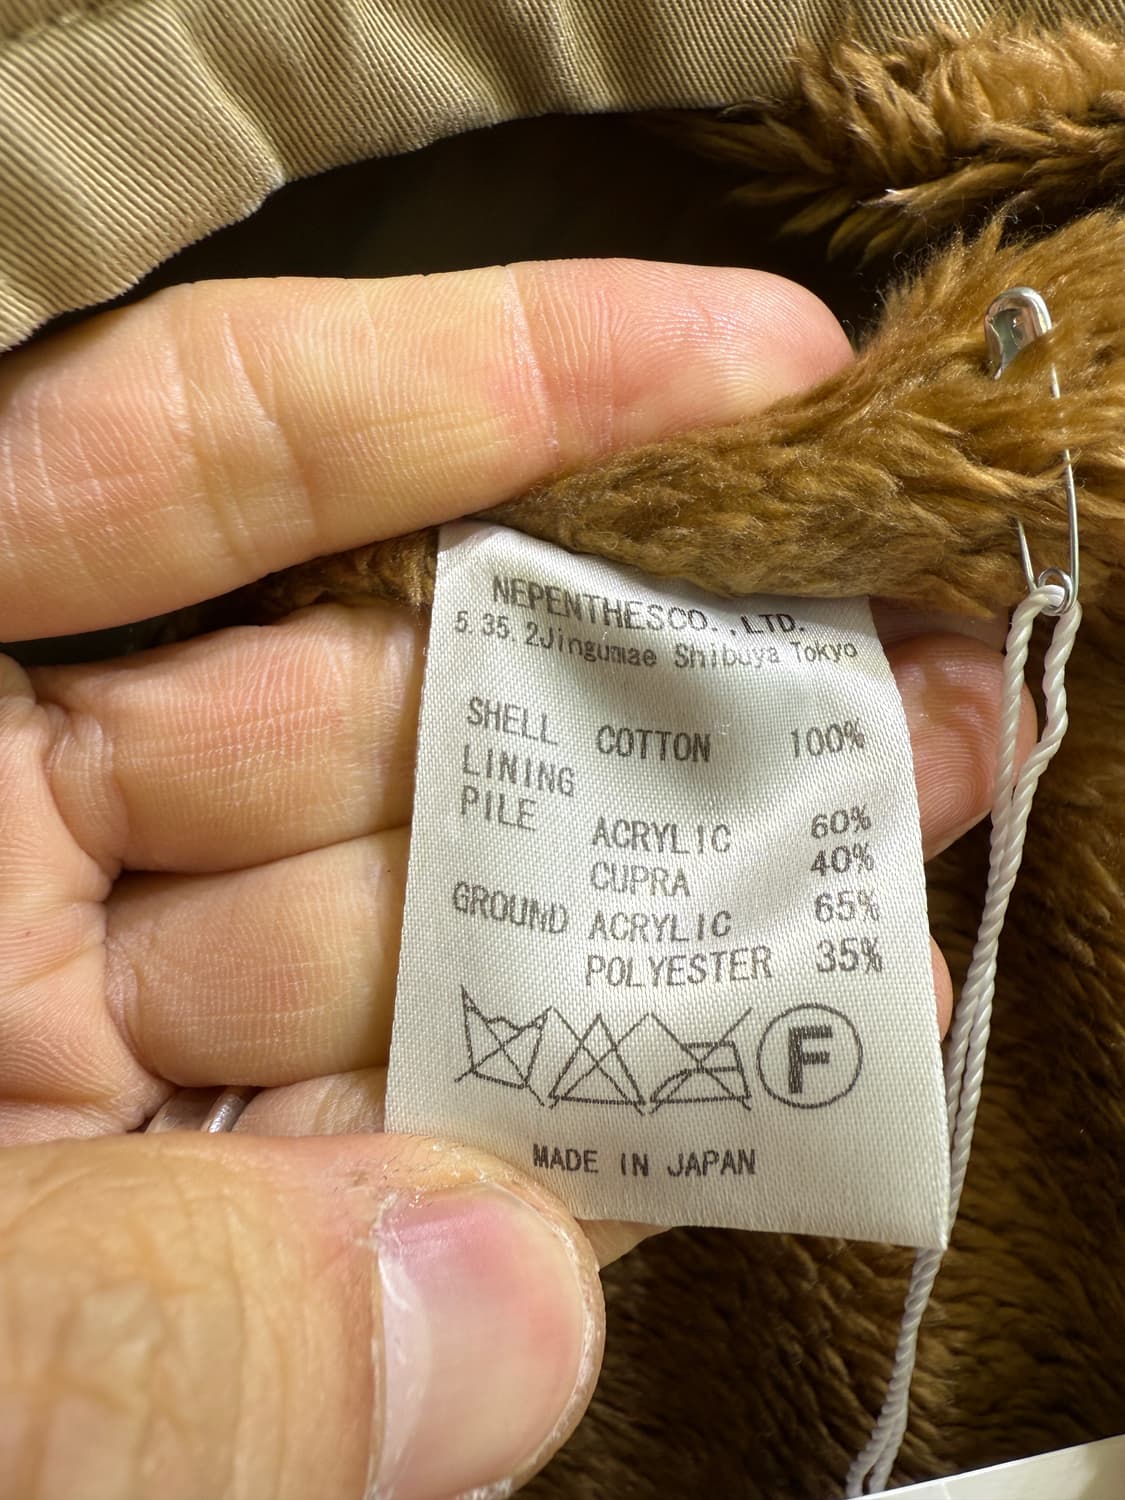 NEPENTHESCO.,LTD.
5.35.2Jingumae Shibuya Tokyo
SHELL COTTON 100%
LINING
PILE ACRYLIC 60%
CUPRA 40%
GROUND ACRYLIC 65%
POLYESTER 35%
F
MADE IN JAPAN